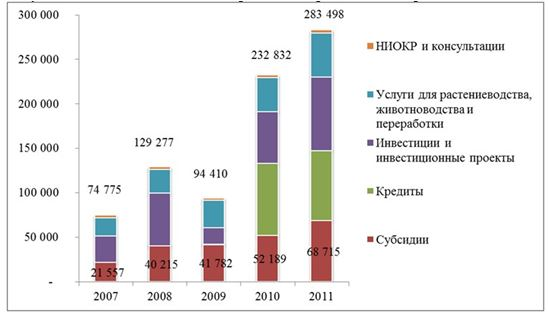 300 000
250 000
200 000
150 000
100 000
50 000
-
74 775
129 277
94 410
232 832
283 498
21 557
40 215
41 782
52 189
68 715
2007 2008 2009 2010 2011
НИОКР и консультации
Услуги для растениеводства,
животноводства и
переработки
Инвестиции и
инвестиционные проекты
Кредиты
Субсидии